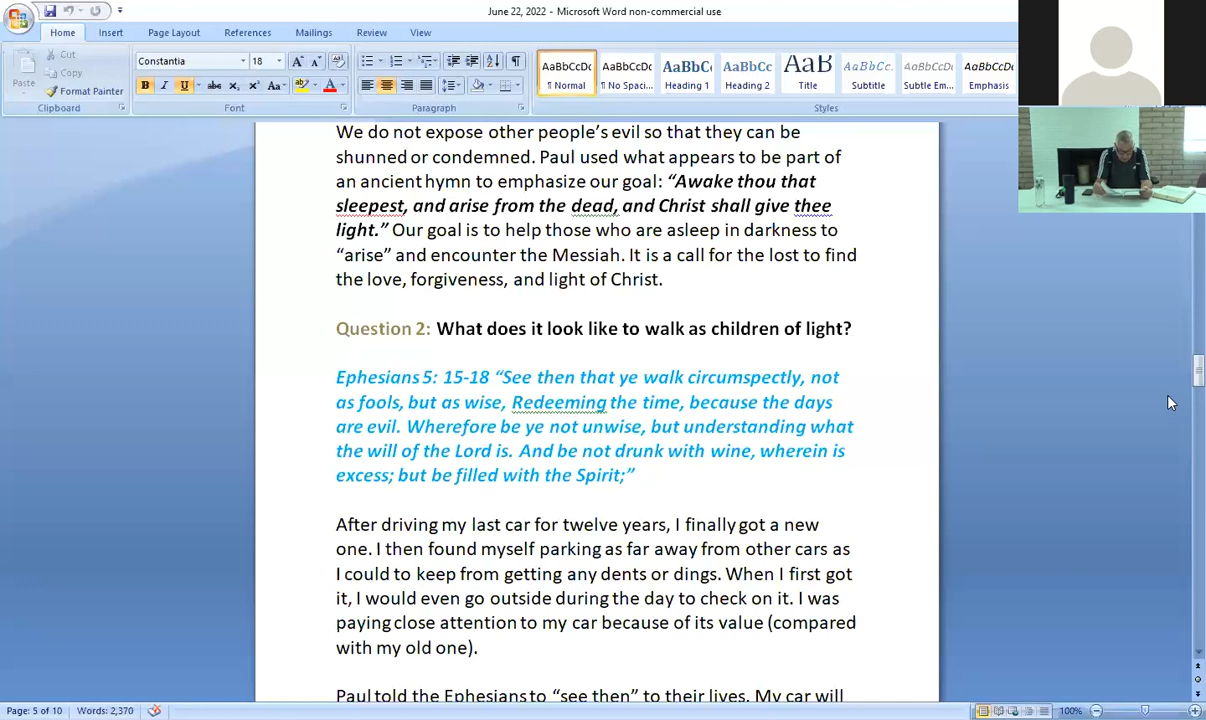 June 22, 2022 - Microsoft Word non-commercial use
Home Insert Page Layout References Mailings Review View
Paste
Cut
Copy
Format Painter
Clipboard
Constantia 18
B I U abc x₂ x² Aa A
Font
Paragraph
AaBbCcDc AaBbCcDc AaBbC AaBbCc AaB AaBbCc. AaBbCcDc AaBbCcDc
¶ Normal ¶ No Spaci... Heading 1 Heading 2 Title Subtitle Subtle Em... Emphasis
Styles
We do not expose other people’s evil so that they can be
shunned or condemned. Paul used what appears to be part of
an ancient hymn to emphasize our goal: “Awake thou that
sleepest, and arise from the dead, and Christ shall give thee
light.” Our goal is to help those who are asleep in darkness to
“arise” and encounter the Messiah. It is a call for the lost to find
the love, forgiveness, and light of Christ.
Question 2: What does it look like to walk as children of light?
Ephesians 5: 15-18 “See then that ye walk circumspectly, not
as fools, but as wise, Redeeming the time, because the days
are evil. Wherefore be ye not unwise, but understanding what
the will of the Lord is. And be not drunk with wine, wherein is
excess; but be filled with the Spirit;”
After driving my last car for twelve years, I finally got a new
one. I then found myself parking as far away from other cars as
I could to keep from getting any dents or dings. When I first got
it, I would even go outside during the day to check on it. I was
paying close attention to my car because of its value (compared
with my old one).
Paul told the Ephesians to “see then” to their lives. My car will
Page: 5 of 10 Words: 2,370 100%